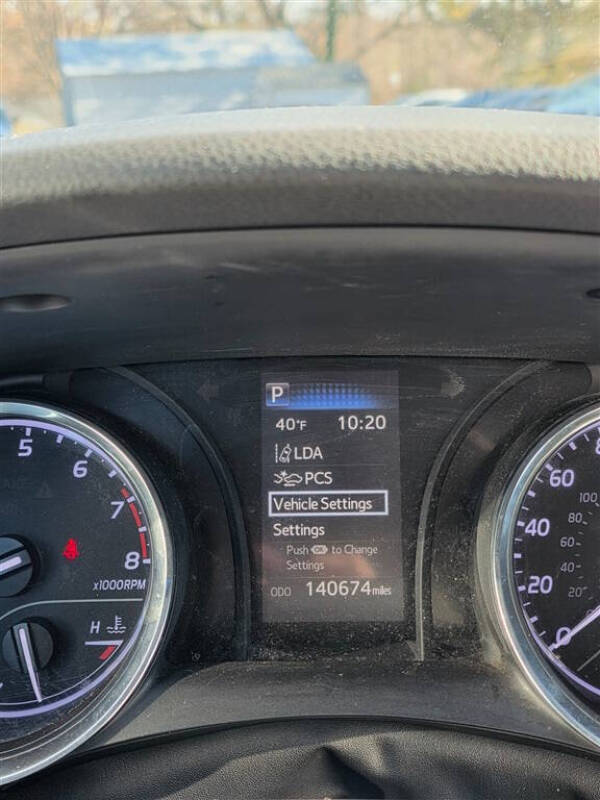 P
40°F 10:20
LDA
PCS
Vehicle Settings
Settings
Push OK to Change
Settings
ODO 140674 miles
5
6
7
8
x1000RPM
H
60
40
20
0
100
80
60
40
20